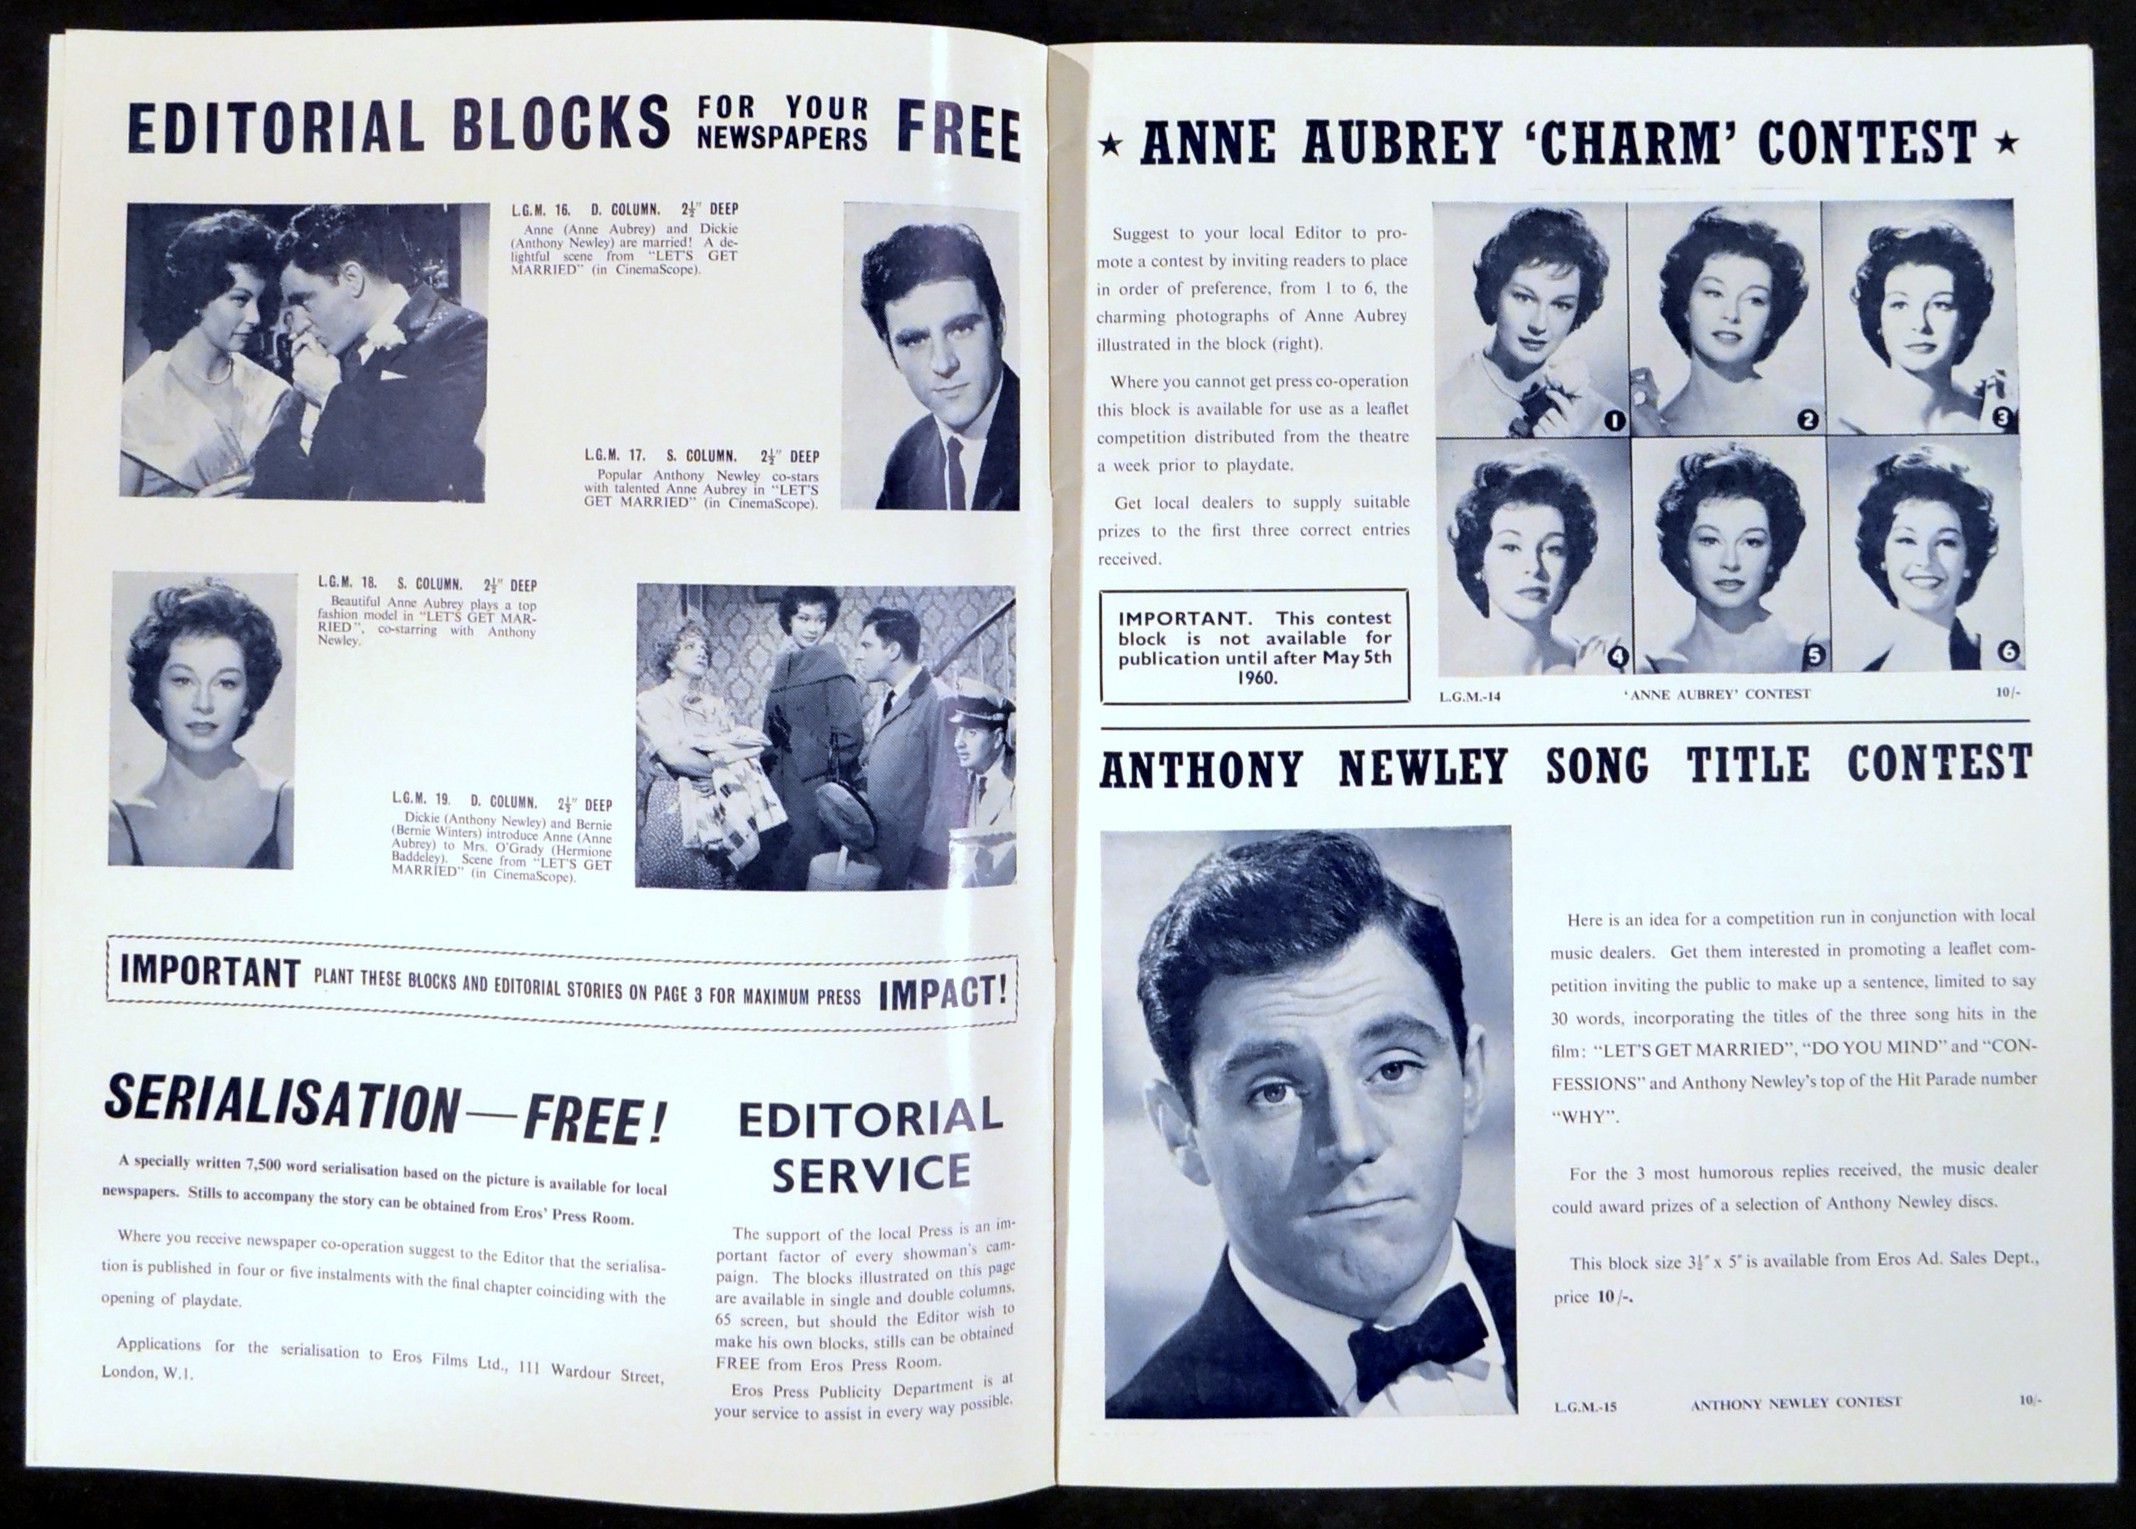 EDITORIAL BLOCKS FOR YOUR NEWSPAPERS FREE
L.G.M. 16. D. COLUMN. 2½" DEEP
Anne (Anne Aubrey) and Dickie
(Anthony Newley) are married! A de-
lightful scene from "LET'S GET
MARRIED" (in CinemaScope).
L.G.M. 17. S. COLUMN. 2½" DEEP
Popular Anthony Newley co-stars
with talented Anne Aubrey in "LET'S
GET MARRIED" (in CinemaScope).
L.G.M. 18. S. COLUMN. 2½" DEEP
Beautiful Anne Aubrey plays a top
fashion model in "LET'S GET MAR-
RIED", co-starring with Anthony
Newley.
L.G.M. 19. D. COLUMN. 2½" DEEP
Dickie (Anthony Newley) and Bernie
(Bernie Winters) introduce Anne (Anne
Aubrey) to Mrs. O'Grady (Hermione
Baddeley). Scene from "LET'S GET
MARRIED" (in CinemaScope).
IMPORTANT PLANT THESE BLOCKS AND EDITORIAL STORIES ON PAGE 3 FOR MAXIMUM PRESS IMPACT!
SERIALISATION—FREE!
A specially written 7,500 word serialisation based on the picture is available for local
newspapers. Stills to accompany the story can be obtained from Eros' Press Room.
Where you receive newspaper co-operation suggest to the Editor that the serialisa-
tion is published in four or five instalments with the final chapter coinciding with the
opening of playdate.
Applications for the serialisation to Eros Films Ltd., 111 Wardour Street,
London, W.1.
EDITORIAL
SERVICE
The support of the local Press is an im-
portant factor of every showman's cam-
paign. The blocks illustrated on this page
are available in single and double columns,
65 screen, but should the Editor wish to
make his own blocks, stills can be obtained
FREE from Eros Press Room.
Eros Press Publicity Department is at
your service to assist in every way possible.
★ ANNE AUBREY 'CHARM' CONTEST ★
Suggest to your local Editor to pro-
mote a contest by inviting readers to place
in order of preference, from 1 to 6, the
charming photographs of Anne Aubrey
illustrated in the block (right).
Where you cannot get press co-operation
this block is available for use as a leaflet
competition distributed from the theatre
a week prior to playdate.
Get local dealers to supply suitable
prizes to the first three correct entries
received.
IMPORTANT. This contest
block is not available for
publication until after May 5th
1960.
1 2 3
4 5 6
L.G.M.-14 'ANNE AUBREY' CONTEST 10/-
ANTHONY NEWLEY SONG TITLE CONTEST
Here is an idea for a competition run in conjunction with local
music dealers. Get them interested in promoting a leaflet com-
petition inviting the public to make up a sentence, limited to say
30 words, incorporating the titles of the three song hits in the
film: "LET'S GET MARRIED", "DO YOU MIND" and "CON-
FESSIONS" and Anthony Newley's top of the Hit Parade number
"WHY".
For the 3 most humorous replies received, the music dealer
could award prizes of a selection of Anthony Newley discs.
This block size 3½" x 5" is available from Eros Ad. Sales Dept.,
price 10/-.
L.G.M.-15 ANTHONY NEWLEY CONTEST 10/-